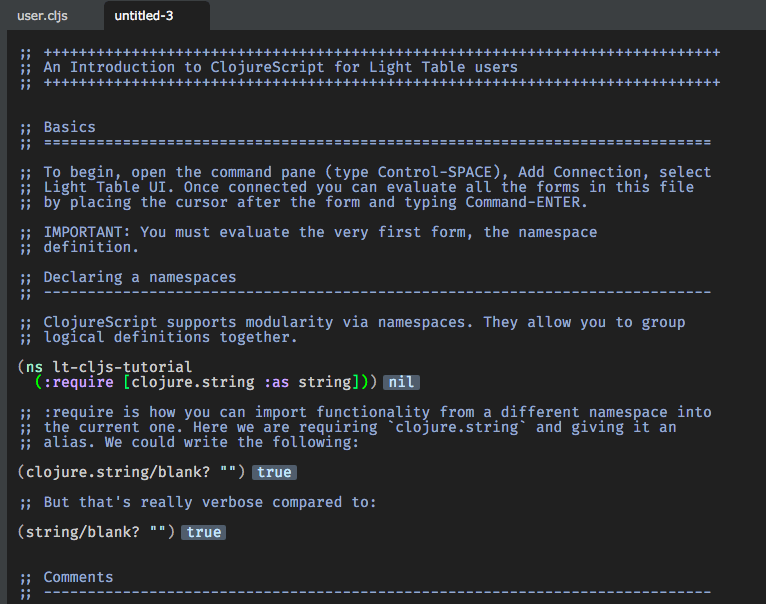 user.cljs untitled-3
;; ++++++++++++++++++++++++++++++++++++++++++++++++++++++++++++++++++++++++++++
;; An Introduction to ClojureScript for Light Table users
;; ++++++++++++++++++++++++++++++++++++++++++++++++++++++++++++++++++++++++++++
;; Basics
;; ============================================================================
;; To begin, open the command pane (type Control-SPACE), Add Connection, select
;; Light Table UI. Once connected you can evaluate all the forms in this file
;; by placing the cursor after the form and typing Command-ENTER.
;; IMPORTANT: You must evaluate the very first form, the namespace
;; definition.
;; Declaring a namespaces
;; ----------------------------------------------------------------------------
;; ClojureScript supports modularity via namespaces. They allow you to group
;; logical definitions together.
(ns lt-cljs-tutorial
  (:require [clojure.string :as string])) nil
;; :require is how you can import functionality from a different namespace into
;; the current one. Here we are requiring `clojure.string` and giving it an
;; alias. We could write the following:
(clojure.string/blank? "") true
;; But that's really verbose compared to:
(string/blank? "") true
;; Comments
;; ----------------------------------------------------------------------------